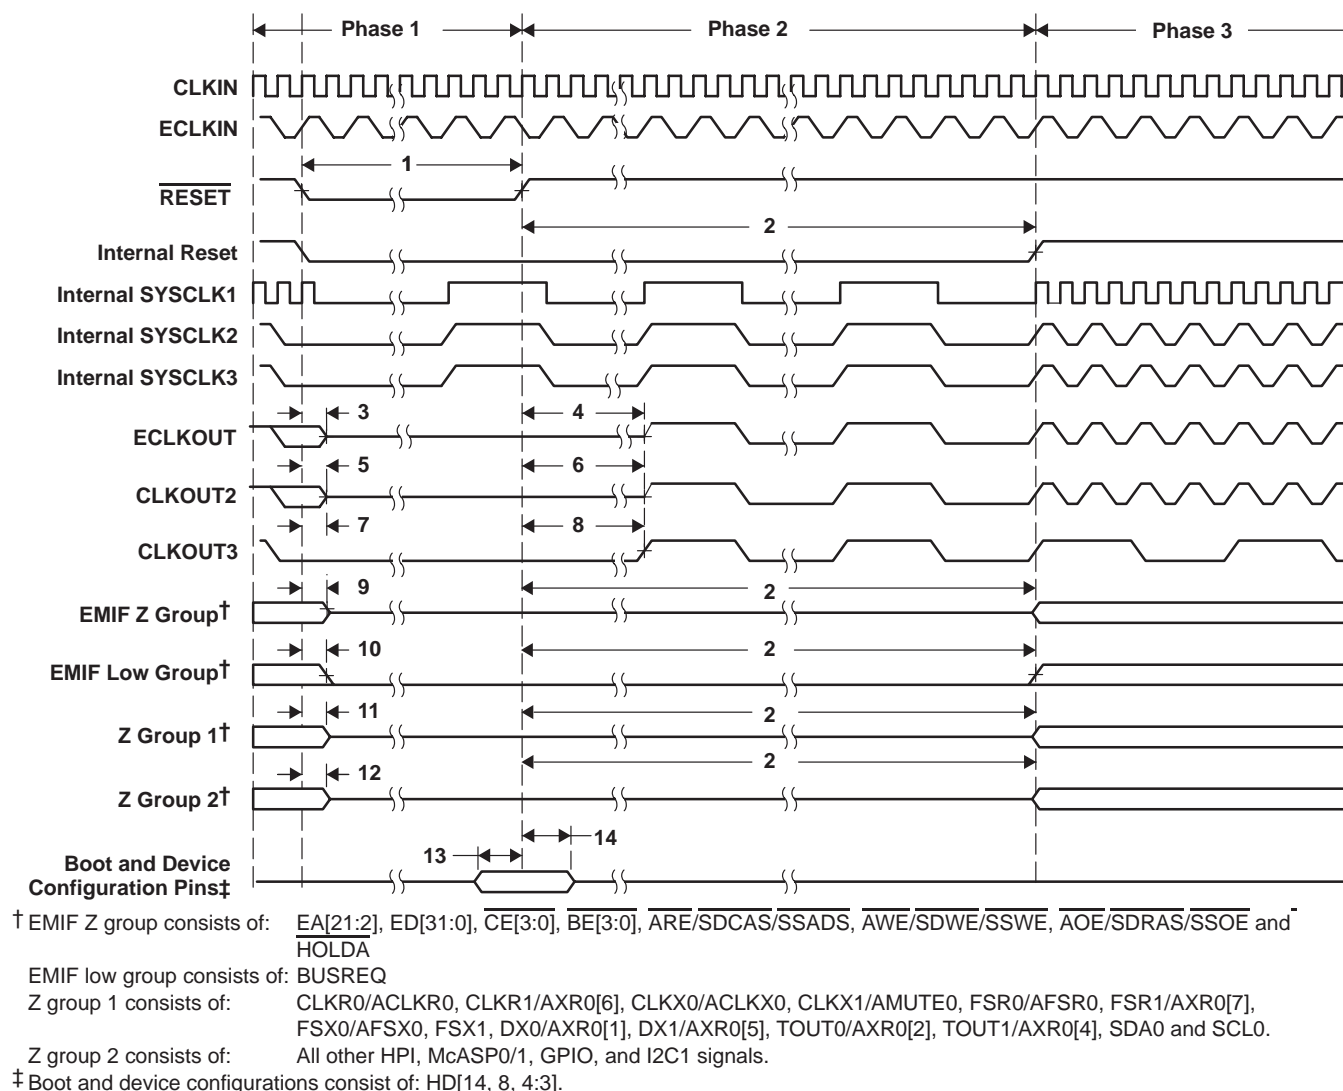 Phase 1 Phase 2 Phase 3
CLKIN
ECLKIN
1
RESET
2
Internal Reset
Internal SYSCLK1
Internal SYSCLK2
Internal SYSCLK3
3 4
ECLKOUT
5 6
CLKOUT2
7 8
CLKOUT3
9 2
EMIF Z Group†
10 2
EMIF Low Group†
11 2
Z Group 1†
2
12
Z Group 2†
14
13
Boot and Device
Configuration Pins‡
† EMIF Z group consists of: EA[21:2], ED[31:0], CE[3:0], BE[3:0], ARE/SDCAS/SSADS, AWE/SDWE/SSWE, AOE/SDRAS/SSOE and
HOLDA
EMIF low group consists of: BUSREQ
Z group 1 consists of: CLKR0/ACLKR0, CLKR1/AXR0[6], CLKX0/ACLKX0, CLKX1/AMUTE0, FSR0/AFSR0, FSR1/AXR0[7],
FSX0/AFSX0, FSX1, DX0/AXR0[1], DX1/AXR0[5], TOUT0/AXR0[2], TOUT1/AXR0[4], SDA0 and SCL0.
Z group 2 consists of: All other HPI, McASP0/1, GPIO, and I2C1 signals.
‡ Boot and device configurations consist of: HD[14, 8, 4:3].